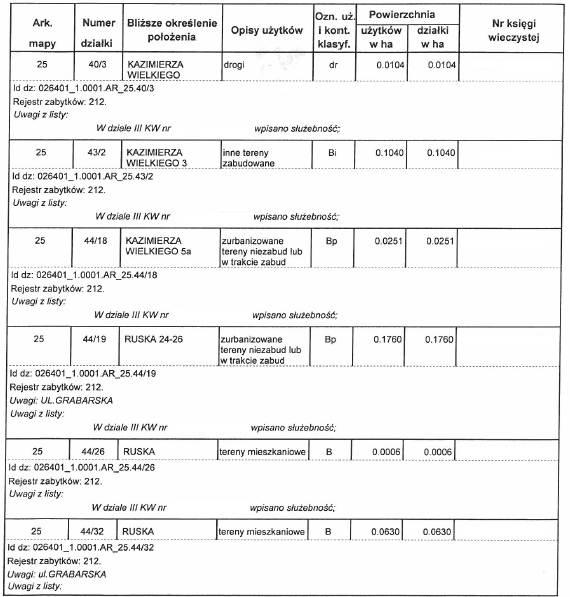 Ark. mapy Numer działki Bliższe określenie położenia Opisy użytków Ozn. uż. i kont. klasyf. Powierzchnia użytków w ha działki w ha Nr księgi wieczystej
25 40/3 KAZIMIERZA WIELKIEGO drogi dr 0.0104 0.0104
Id dz: 026401_1.0001.AR_25.40/3
Rejestr zabytków: 212.
Uwagi z listy:
W dziale III KW nr wpisano służebność;
25 43/2 KAZIMIERZA WIELKIEGO 3 inne tereny zabudowane Bi 0.1040 0.1040
Id dz: 026401_1.0001.AR_25.43/2
Rejestr zabytków: 212.
Uwagi z listy:
W dziale III KW nr wpisano służebność;
25 44/18 KAZIMIERZA WIELKIEGO 5a zurbanizowane tereny niezabud lub w trakcie zabud Bp 0.0251 0.0251
Id dz: 026401_1.0001.AR_25.44/18
Rejestr zabytków: 212.
Uwagi z listy:
W dziale III KW nr wpisano służebność;
25 44/19 RUSKA 24-26 zurbanizowane tereny niezabud lub w trakcie zabud Bp 0.1760 0.1760
Id dz: 026401_1.0001.AR_25.44/19
Rejestr zabytków: 212.
Uwagi: UL.GRABARSKA
Uwagi z listy:
W dziale III KW nr wpisano służebność;
25 44/26 RUSKA tereny mieszkaniowe B 0.0006 0.0006
Id dz: 026401_1.0001.AR_25.44/26
Rejestr zabytków: 212.
Uwagi z listy:
W dziale III KW nr wpisano służebność;
25 44/32 RUSKA tereny mieszkaniowe B 0.0630 0.0630
Id dz: 026401_1.0001.AR_25.44/32
Rejestr zabytków: 212.
Uwagi: ul.GRABARSKA
Uwagi z listy: